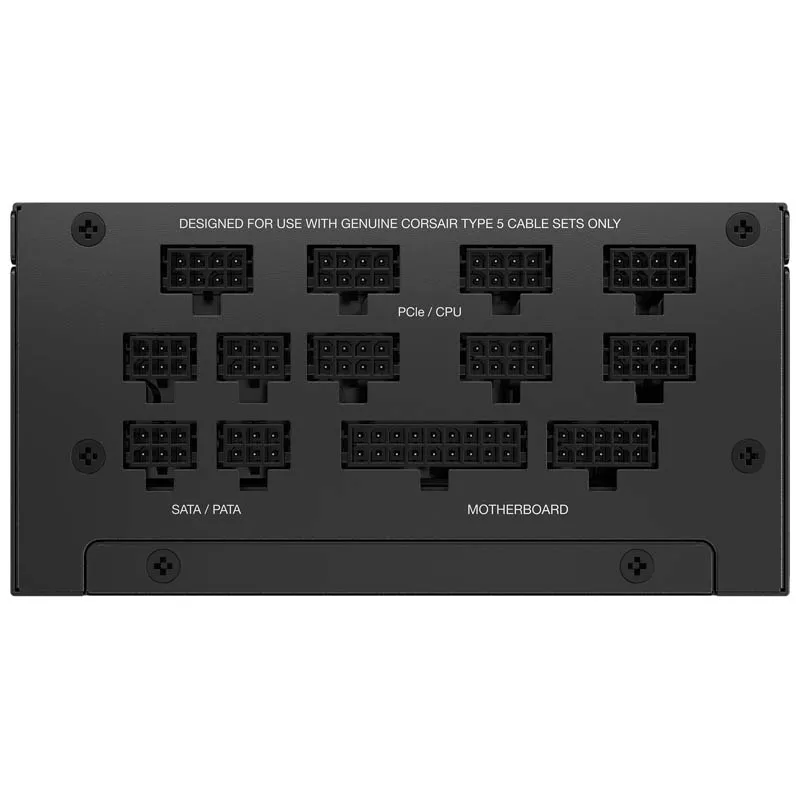 DESIGNED FOR USE WITH GENUINE CORSAIR TYPE 5 CABLE SETS ONLY
PCIe / CPU
SATA / PATA
MOTHERBOARD